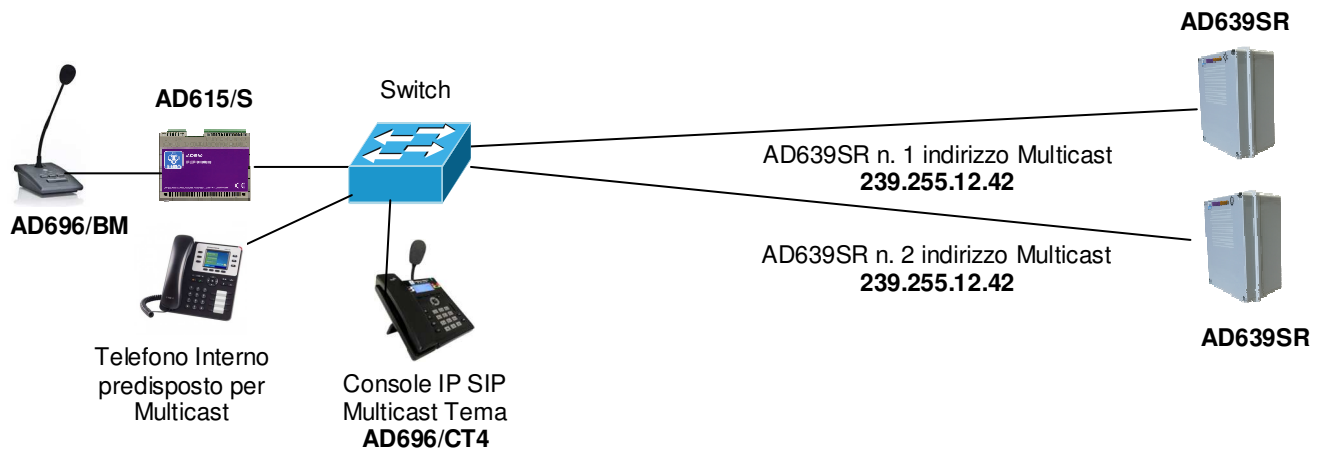 AD639SR
AD615/S
Switch
AD696/BM
AD639SR n. 1 indirizzo Multicast
239.255.12.42
AD639SR n. 2 indirizzo Multicast
239.255.12.42
AD639SR
Telefono Interno
predisposto per
Multicast
Console IP SIP
Multicast Tema
AD696/CT4